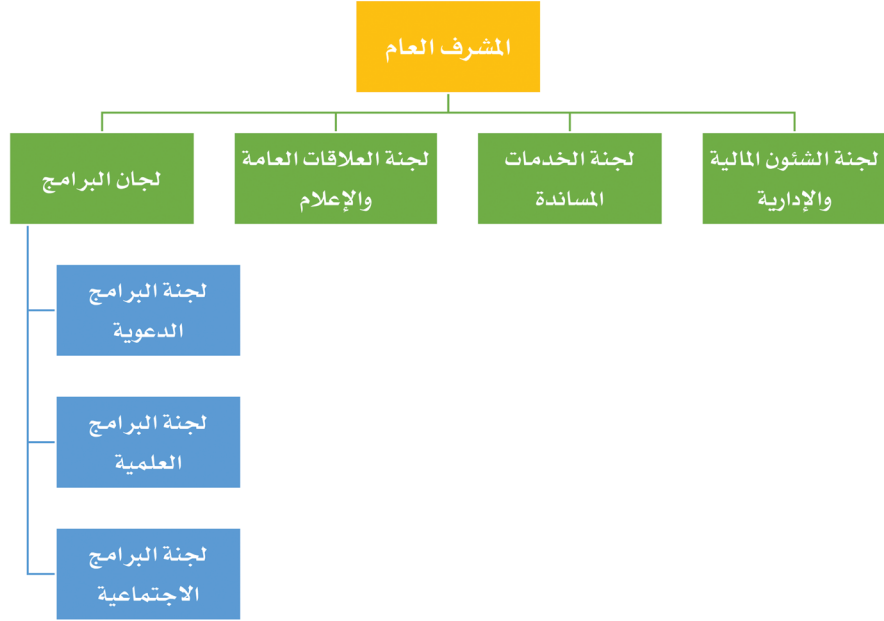 المشرف العام
لجنة الشئون المالية
والإدارية
لجنة الخدمات
المساندة
لجنة العلاقات العامة
والإعلام
لجان البرامج
لجنة البرامج
الدعوية
لجنة البرامج
العلمية
لجنة البرامج
الاجتماعية